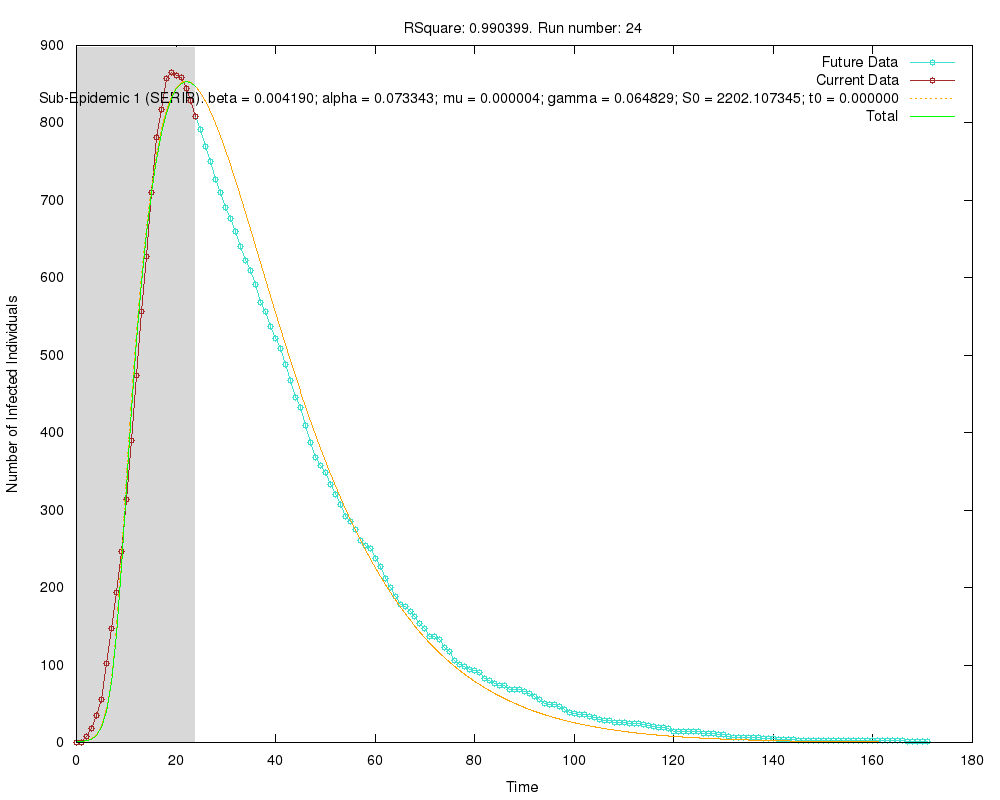 RSquare: 0.990399. Run number: 24
900
800
700
600
500
400
300
200
100
0
Number of Infected Individuals
Future Data
Current Data
Sub-Epidemic 1 (SERIR). beta = 0.004190; alpha = 0.073343; mu = 0.000004; gamma = 0.064829; S0 = 2202.107345; t0 = 0.000000
Total
0 20 40 60 80 100 120 140 160 180
Time